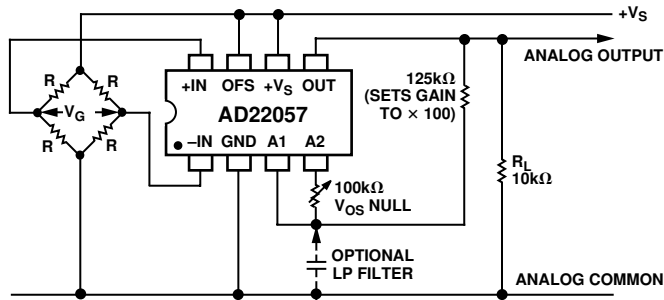 +VS
ANALOG OUTPUT
R
R
VG
R
R
+IN OFS +VS OUT
AD22057
–IN GND A1 A2
125kΩ
(SETS GAIN
TO × 100)
RL
10kΩ
100kΩ
VOS NULL
OPTIONAL
LP FILTER
ANALOG COMMON